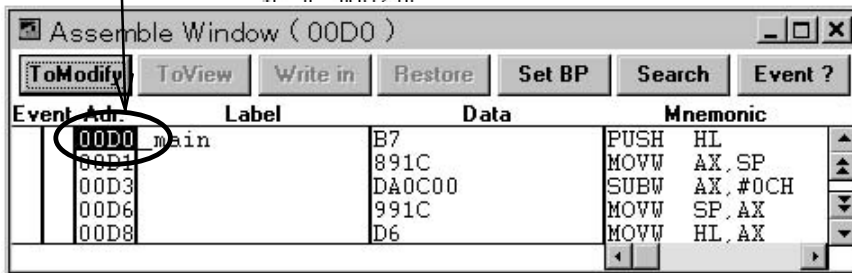 Assemble Window ( 00D0 )
ToModify ToView Write in Restore Set BP Search Event ?
Event Adr. Label Data Mnemonic
00D0 _main B7 PUSH HL
00D1 891C MOVW AX,SP
00D3 DA0C00 SUBW AX,#0CH
00D6 991C MOVW SP,AX
00D8 D6 MOVW HL,AX